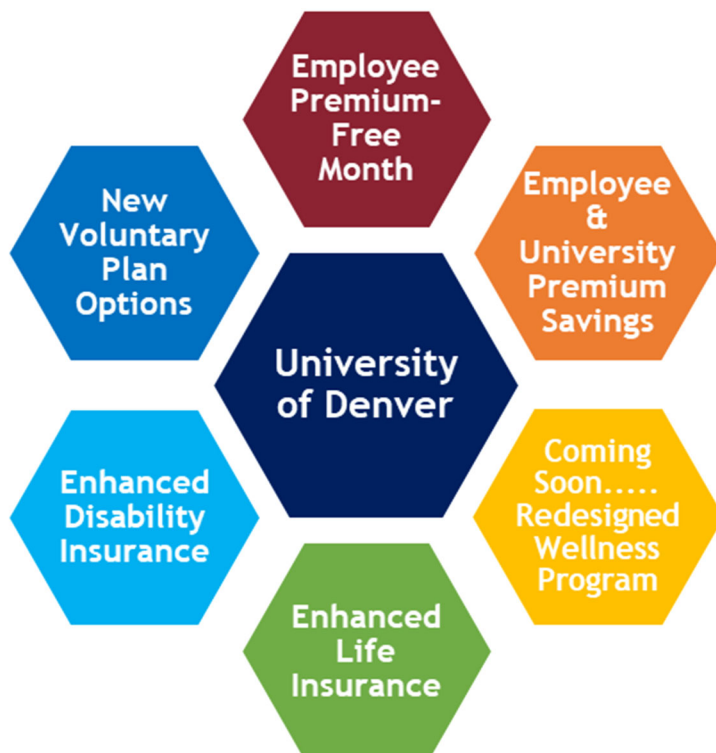 Employee
Premium-
Free
Month
Employee
&
University
Premium
Savings
Coming
Soon.....
Redesigned
Wellness
Program
Enhanced
Life
Insurance
Enhanced
Disability
Insurance
New
Voluntary
Plan
Options
University
of Denver